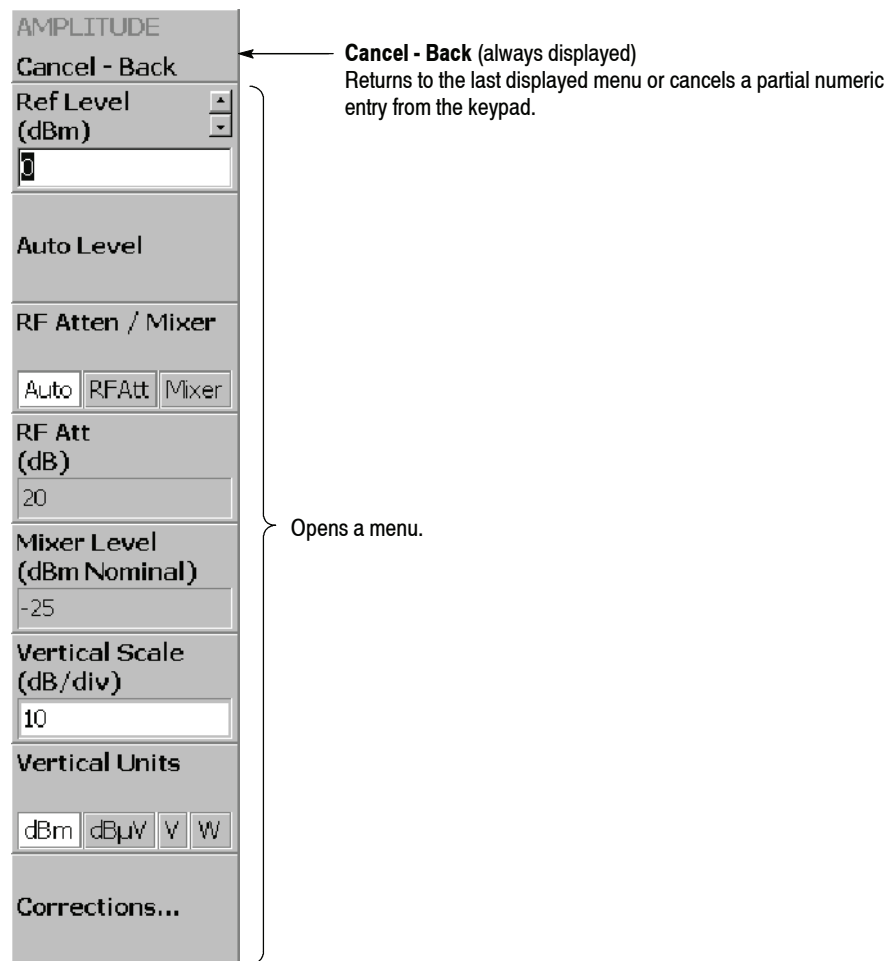 AMPLITUDE
Cancel - Back
Cancel - Back (always displayed)
Returns to the last displayed menu or cancels a partial numeric
entry from the keypad.
Ref Level
(dBm)
0
Auto Level
RF Atten / Mixer
Auto RFAtt Mixer
RF Att
(dB)
20
Mixer Level
(dBm Nominal)
-25
Opens a menu.
Vertical Scale
(dB/div)
10
Vertical Units
dBm dBµV V W
Corrections...